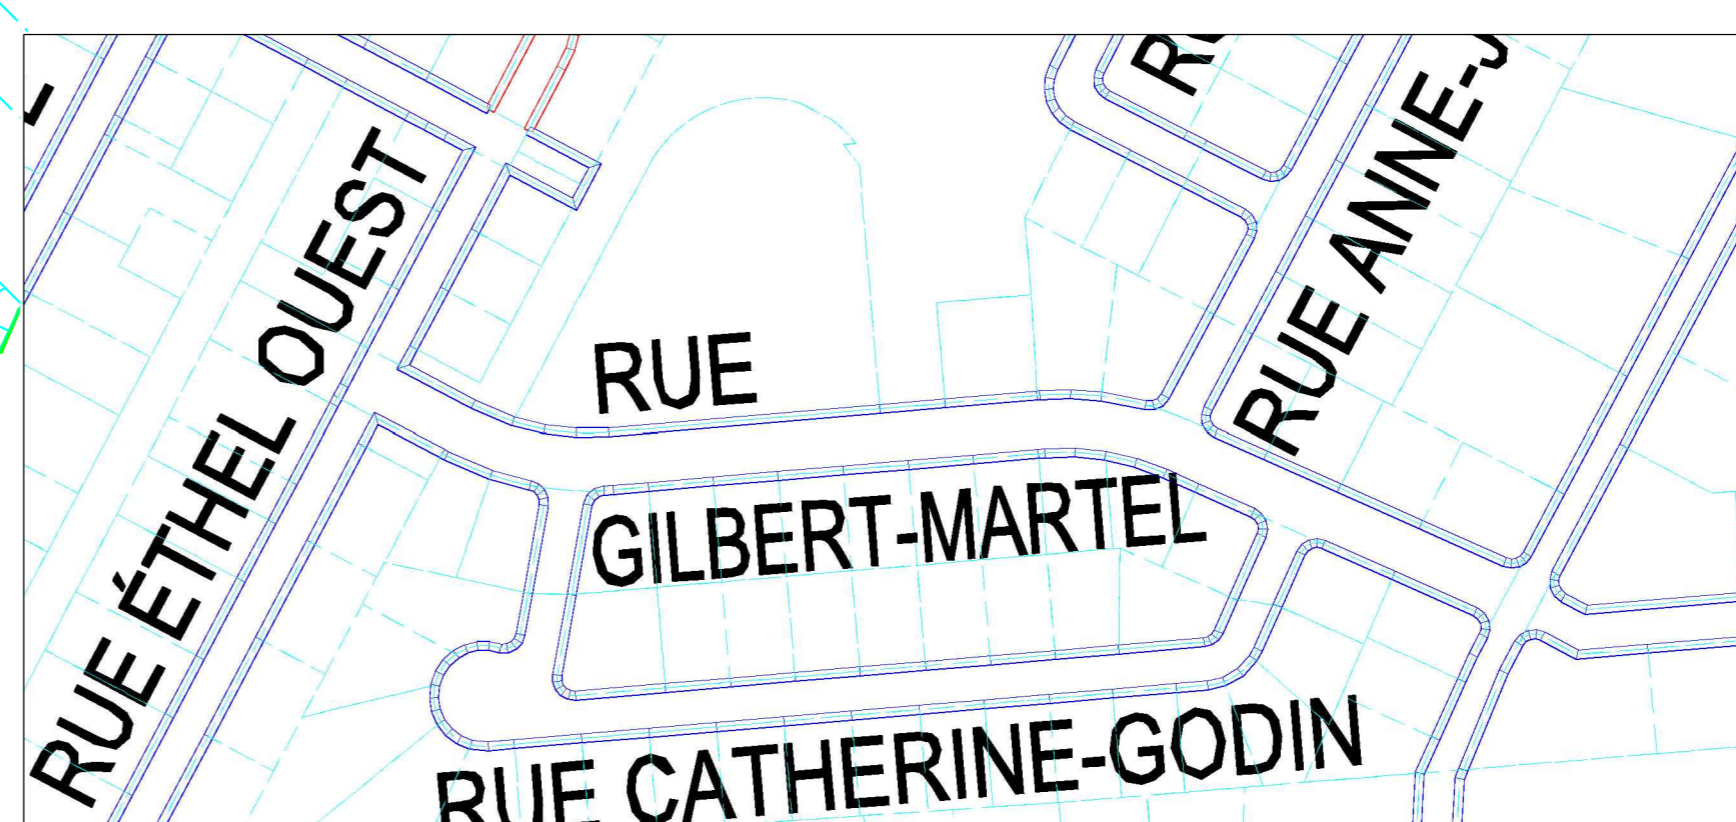 RUE ÉTHEL OUEST
RUE
GILBERT-MARTEL
RUE ANNE-J
RUE CATHERINE-GODIN